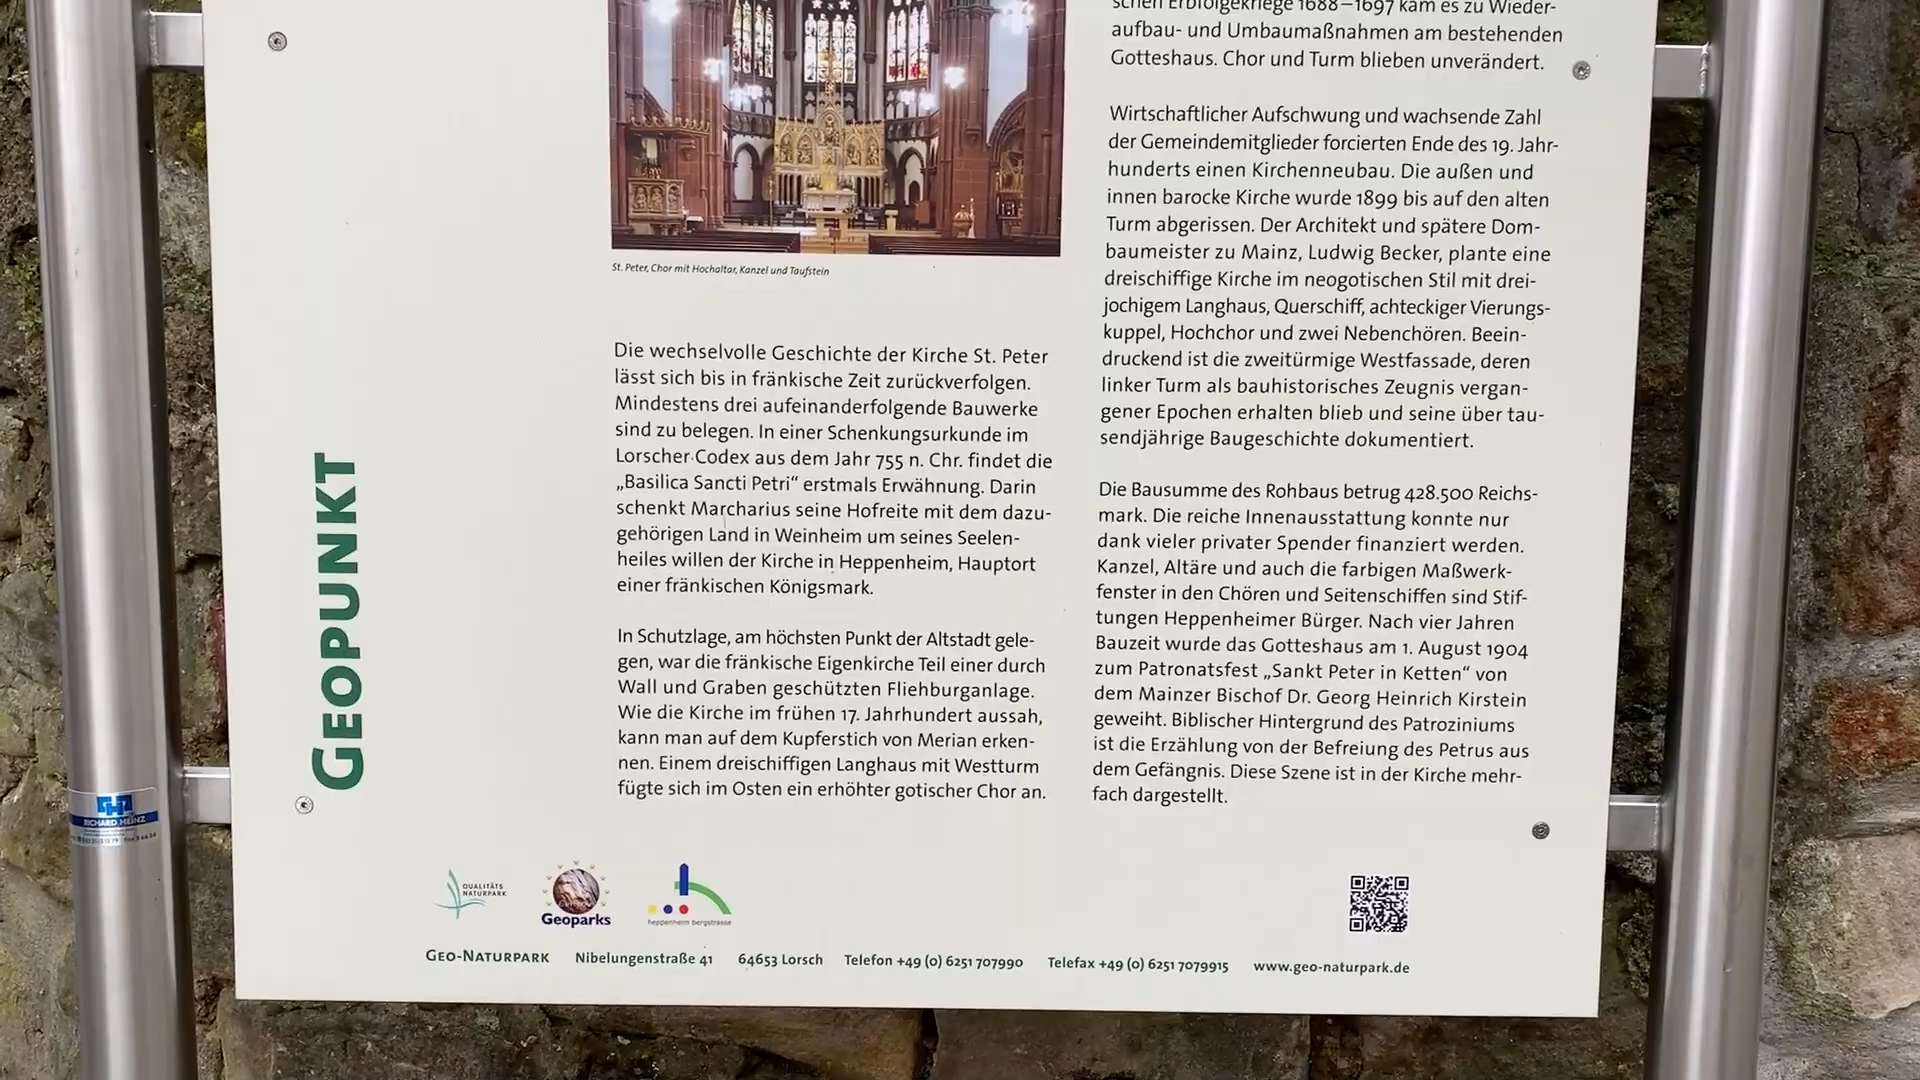 GEOPUNKT
St. Peter, Chor mit Hochaltar, Kanzel und Taufstein
Die wechselvolle Geschichte der Kirche St. Peter
lässt sich bis in fränkische Zeit zurückverfolgen.
Mindestens drei aufeinanderfolgende Bauwerke
sind zu belegen. In einer Schenkungsurkunde im
Lorscher Codex aus dem Jahr 755 n. Chr. findet die
„Basilica Sancti Petri“ erstmals Erwähnung. Darin
schenkt Marcharius seine Hofreite mit dem dazu-
gehörigen Land in Weinheim um seines Seelen-
heiles willen der Kirche in Heppenheim, Hauptort
einer fränkischen Königsmark.
In Schutzlage, am höchsten Punkt der Altstadt gele-
gen, war die fränkische Eigenkirche Teil einer durch
Wall und Graben geschützten Fliehburganlage.
Wie die Kirche im frühen 17. Jahrhundert aussah,
kann man auf dem Kupferstich von Merian erken-
nen. Einem dreischiffigen Langhaus mit Westturm
fügte sich im Osten ein erhöhter gotischer Chor an.
schen Erbfolgekriege 1688–1697 kam es zu Wieder-
aufbau- und Umbaumaßnahmen am bestehenden
Gotteshaus. Chor und Turm blieben unverändert.
Wirtschaftlicher Aufschwung und wachsende Zahl
der Gemeindemitglieder forcierten Ende des 19. Jahr-
hunderts einen Kirchenneubau. Die außen und
innen barocke Kirche wurde 1899 bis auf den alten
Turm abgerissen. Der Architekt und spätere Dom-
baumeister zu Mainz, Ludwig Becker, plante eine
dreischiffige Kirche im neogotischen Stil mit drei-
jochigem Langhaus, Querschiff, achteckiger Vierungs-
kuppel, Hochchor und zwei Nebenchören. Beein-
druckend ist die zweitürmige Westfassade, deren
linker Turm als bauhistorisches Zeugnis vergan-
gener Epochen erhalten blieb und seine über tau-
sendjährige Baugeschichte dokumentiert.
Die Bausumme des Rohbaus betrug 428.500 Reichs-
mark. Die reiche Innenausstattung konnte nur
dank vieler privater Spender finanziert werden.
Kanzel, Altäre und auch die farbigen Maßwerk-
fenster in den Chören und Seitenschiffen sind Stif-
tungen Heppenheimer Bürger. Nach vier Jahren
Bauzeit wurde das Gotteshaus am 1. August 1904
zum Patronatsfest „Sankt Peter in Ketten“ von
dem Mainzer Bischof Dr. Georg Heinrich Kirstein
geweiht. Biblischer Hintergrund des Patroziniums
ist die Erzählung von der Befreiung des Petrus aus
dem Gefängnis. Diese Szene ist in der Kirche mehr-
fach dargestellt.
RICHARD HEINZ
QUALITÄTS
NATURPARK
Geoparks
heppenheim bergstrasse
GEO-NATURPARK Nibelungenstraße 41 64653 Lorsch Telefon +49 (0) 6251 707990 Telefax +49 (0) 6251 7079915 www.geo-naturpark.de